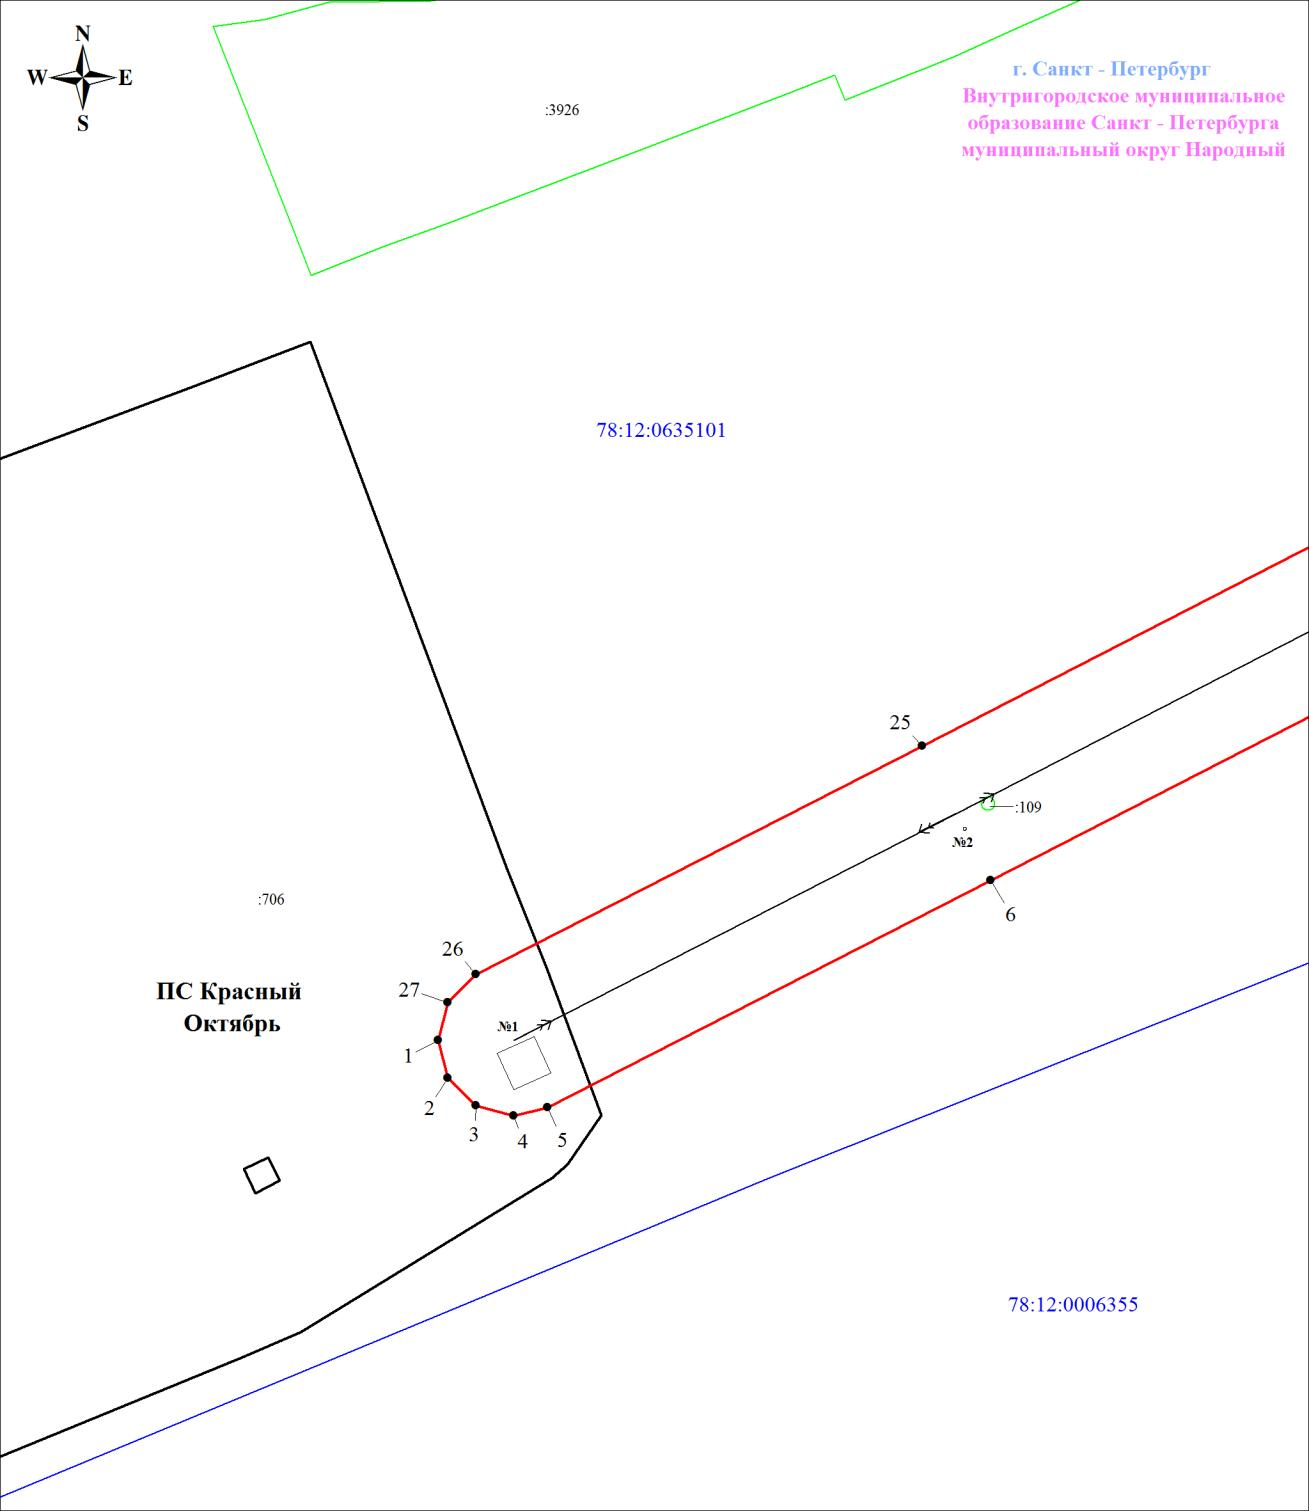 N
W E
S
г. Санкт - Петербург
Внутригородское муниципальное
образование Санкт - Петербурга
муниципальный округ Народный
:3926
78:12:0635101
25
:109
№2
:706
6
26
ПС Красный
Октябрь
27
№1
1
2
3
4
5
78:12:0006355